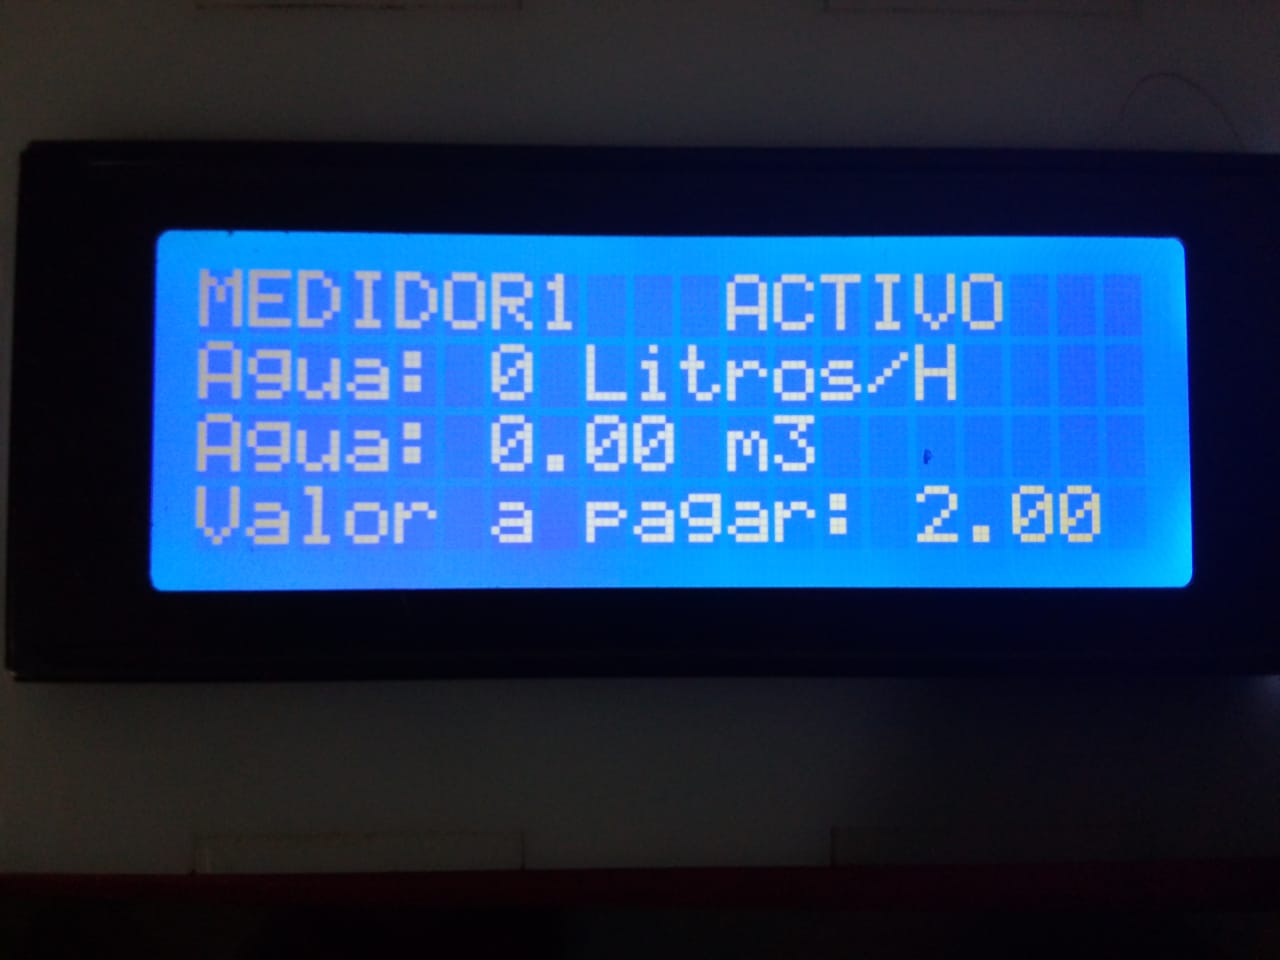 MEDIDOR1 ACTIVO
Agua: 0 Litros/H
Agua: 0.00 m3
Valor a pagar: 2.00